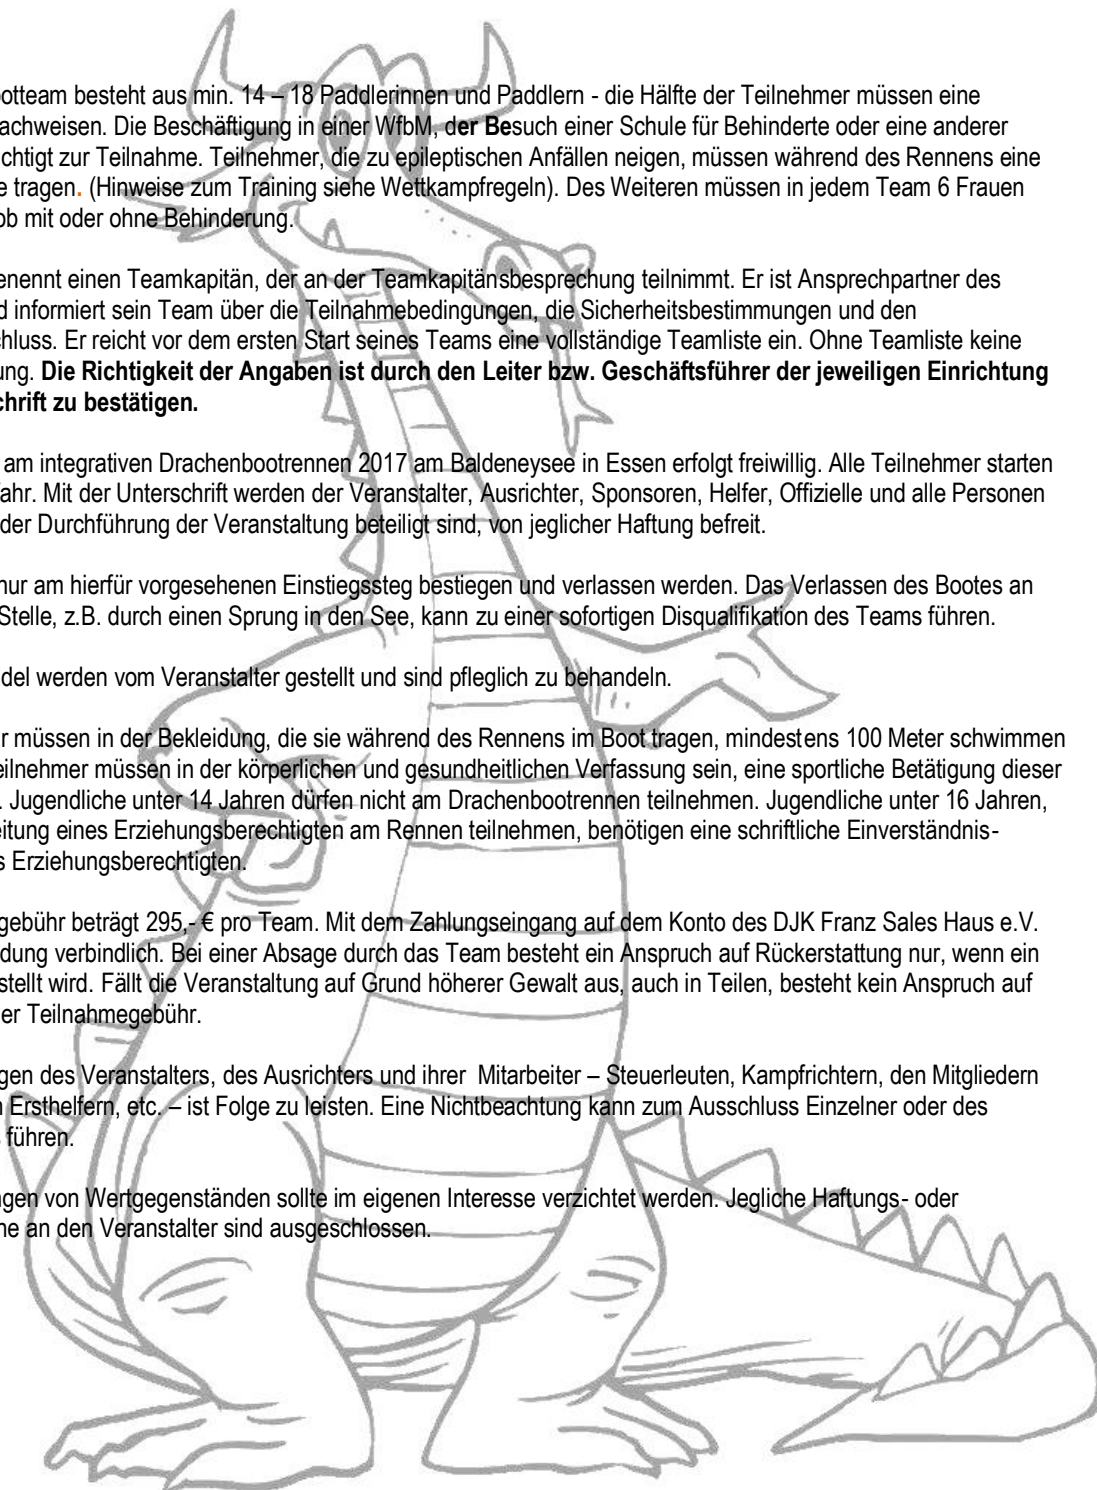 otteam besteht aus min. 14 – 18 Paddlerinnen und Paddlern - die Hälfte der Teilnehmer müssen eine
achweisen. Die Beschäftigung in einer WfbM, der Besuch einer Schule für Behinderte oder eine anderer
chtigt zur Teilnahme. Teilnehmer, die zu epileptischen Anfällen neigen, müssen während des Rennens eine
e tragen. (Hinweise zum Training siehe Wettkampfregeln). Des Weiteren müssen in jedem Team 6 Frauen
ob mit oder ohne Behinderung.
enennt einen Teamkapitän, der an der Teamkapitänsbesprechung teilnimmt. Er ist Ansprechpartner des
d informiert sein Team über die Teilnahmebedingungen, die Sicherheitsbestimmungen und den
hluss. Er reicht vor dem ersten Start seines Teams eine vollständige Teamliste ein. Ohne Teamliste keine
ung. Die Richtigkeit der Angaben ist durch den Leiter bzw. Geschäftsführer der jeweiligen Einrichtung
chrift zu bestätigen.
am integrativen Drachenbootrennen 2017 am Baldeneysee in Essen erfolgt freiwillig. Alle Teilnehmer starten
ahr. Mit der Unterschrift werden der Veranstalter, Ausrichter, Sponsoren, Helfer, Offizielle und alle Personen
der Durchführung der Veranstaltung beteiligt sind, von jeglicher Haftung befreit.
nur am hierfür vorgesehenen Einstiegssteg bestiegen und verlassen werden. Das Verlassen des Bootes an
Stelle, z.B. durch einen Sprung in den See, kann zu einer sofortigen Disqualifikation des Teams führen.
del werden vom Veranstalter gestellt und sind pfleglich zu behandeln.
r müssen in der Bekleidung, die sie während des Rennens im Boot tragen, mindestens 100 Meter schwimmen
eilnehmer müssen in der körperlichen und gesundheitlichen Verfassung sein, eine sportliche Betätigung dieser
. Jugendliche unter 14 Jahren dürfen nicht am Drachenbootrennen teilnehmen. Jugendliche unter 16 Jahren,
eitung eines Erziehungsberechtigten am Rennen teilnehmen, benötigen eine schriftliche Einverständnis-
s Erziehungsberechtigten.
gebühr beträgt 295,- € pro Team. Mit dem Zahlungseingang auf dem Konto des DJK Franz Sales Haus e.V.
dung verbindlich. Bei einer Absage durch das Team besteht ein Anspruch auf Rückerstattung nur, wenn ein
stellt wird. Fällt die Veranstaltung auf Grund höherer Gewalt aus, auch in Teilen, besteht kein Anspruch auf
er Teilnahmegebühr.
gen des Veranstalters, des Ausrichters und ihrer Mitarbeiter – Steuerleuten, Kampfrichtern, den Mitgliedern
n Ersthelfern, etc. – ist Folge zu leisten. Eine Nichtbeachtung kann zum Ausschluss Einzelner oder des
s führen.
ngen von Wertgegenständen sollte im eigenen Interesse verzichtet werden. Jegliche Haftungs- oder
he an den Veranstalter sind ausgeschlossen.